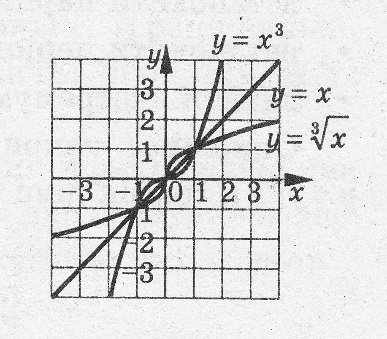 y y = x³
3
y = x
2
y = ∛x
1
−3 −1 0 1 2 3 x
1
−2
−3